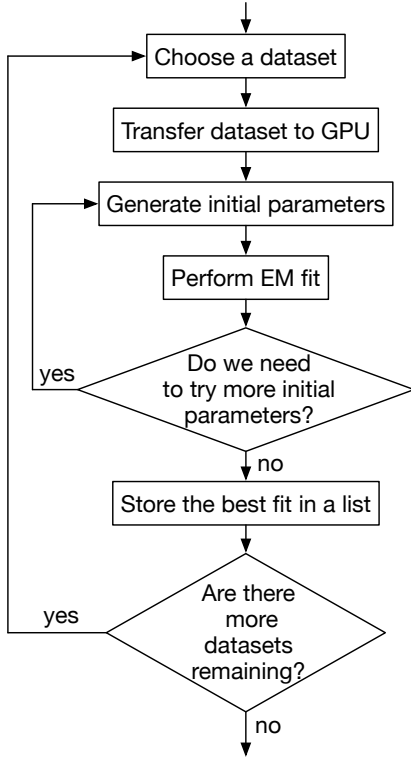 Choose a dataset
Transfer dataset to GPU
Generate initial parameters
Perform EM fit
Do we need
to try more initial
parameters?
yes
no
Store the best fit in a list
Are there
more
datasets
remaining?
yes
no